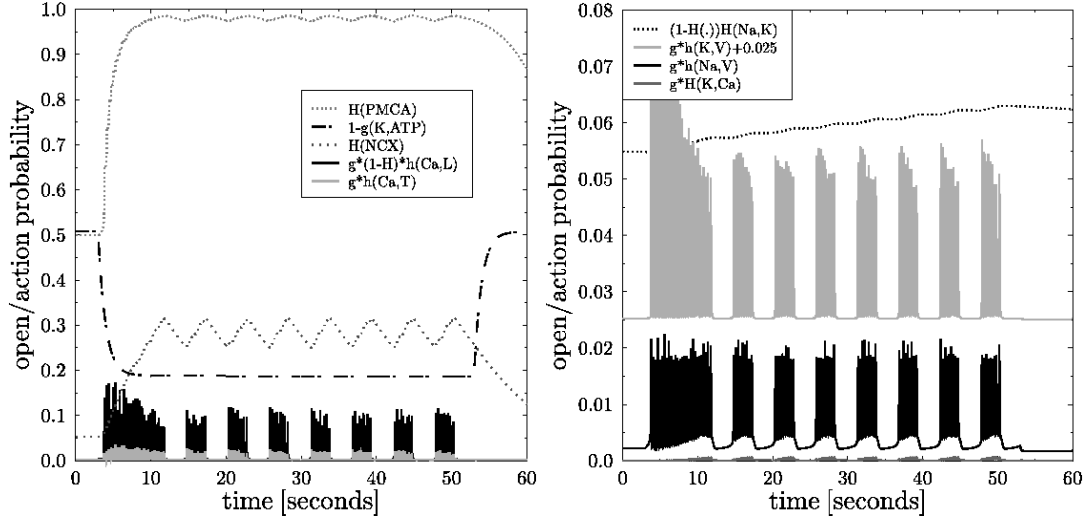 open/action probability
1.0
0.9
0.8
0.7
0.6
0.5
0.4
0.3
0.2
0.1
0.0
H(PMCA)
1-g(K,ATP)
H(NCX)
g*(1-H)*h(Ca,L)
g*h(Ca,T)
0 10 20 30 40 50 60
time [seconds]
open/action probability
0.08
0.07
0.06
0.05
0.04
0.03
0.02
0.01
0.0
(1-H(.))H(Na,K)
g*h(K,V)+0.025
g*h(Na,V)
g*H(K,Ca)
0 10 20 30 40 50 60
time [seconds]